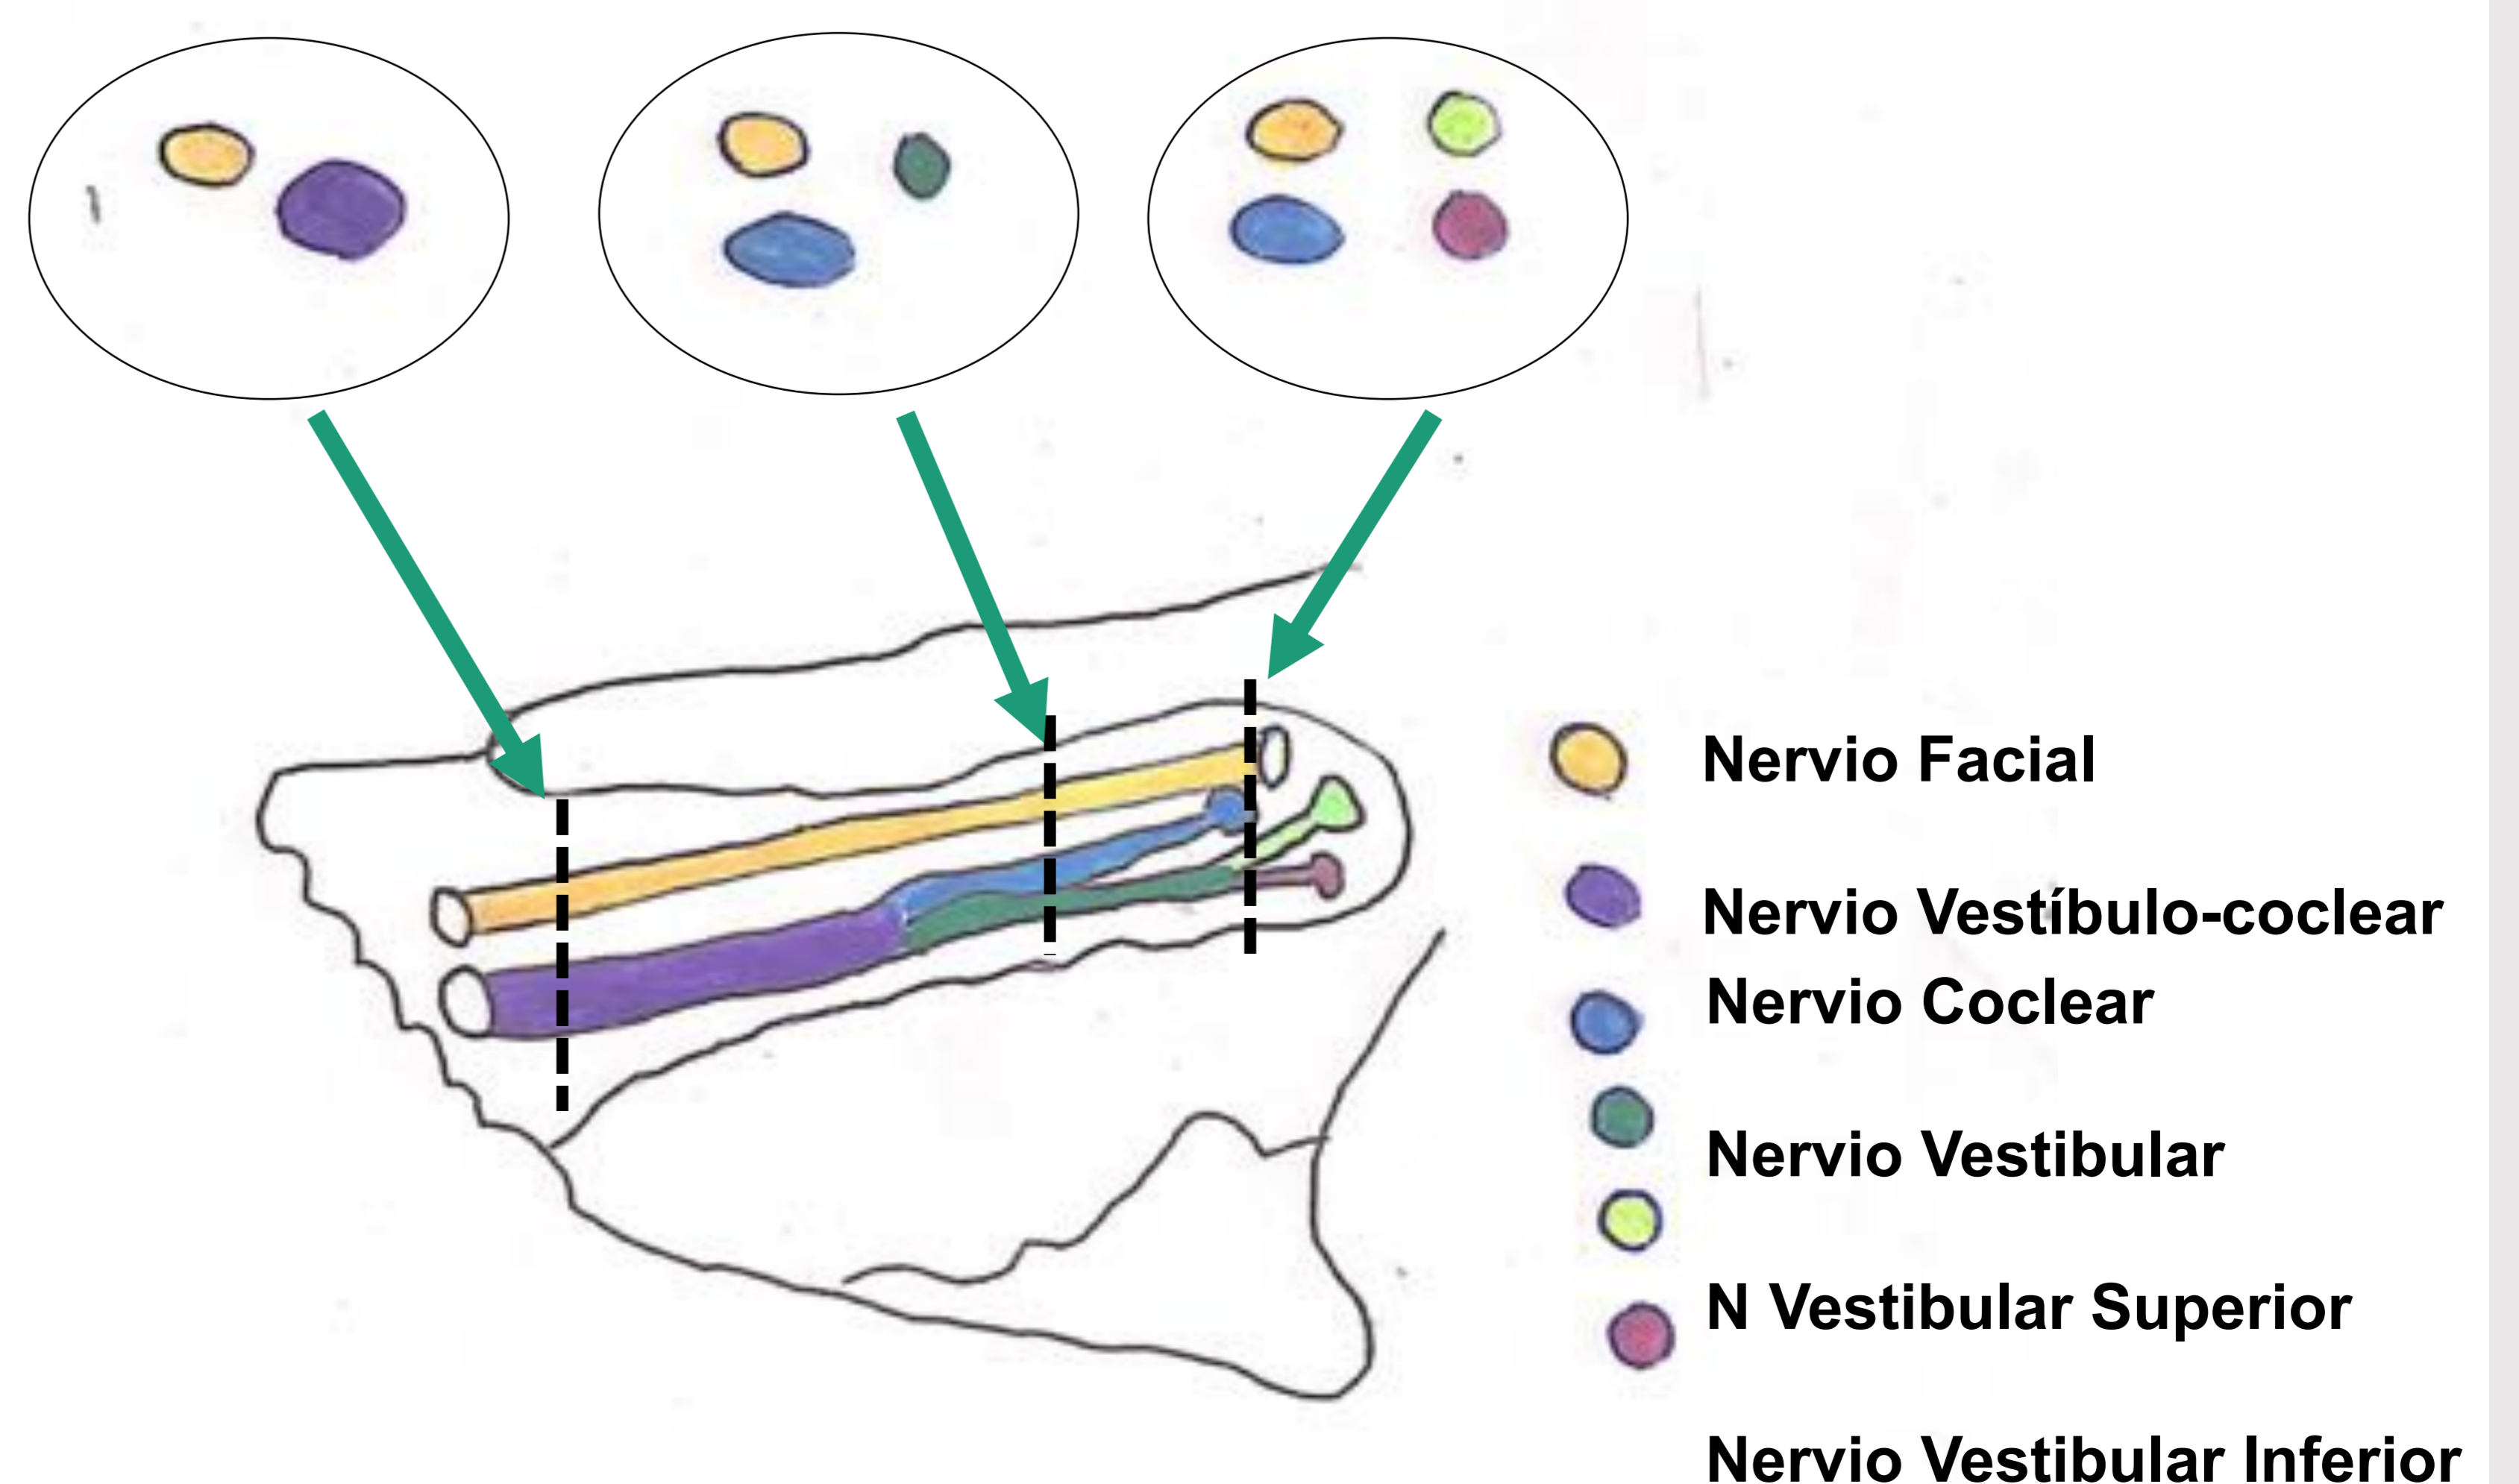 Nervio Facial
Nervio Vestíbulo-coclear
Nervio Coclear
Nervio Vestibular
N Vestibular Superior
Nervio Vestibular Inferior